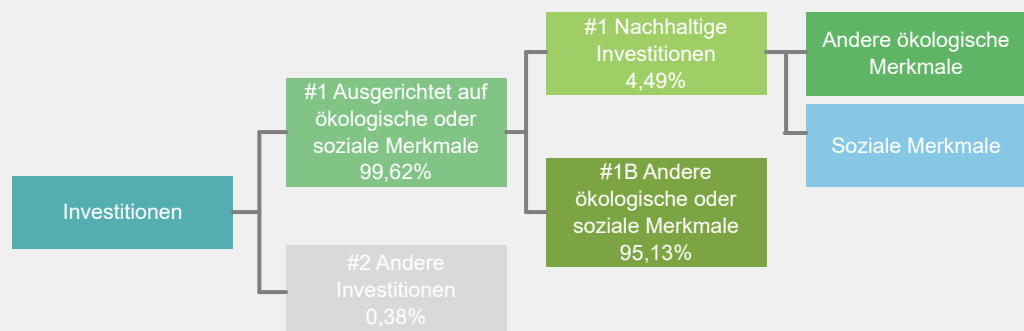 Investitionen
#1 Ausgerichtet auf
ökologische oder
soziale Merkmale
99,62%
#2 Andere
Investitionen
0,38%
#1 Nachhaltige
Investitionen
4,49%
#1B Andere
ökologische oder
soziale Merkmale
95,13%
Andere ökologische
Merkmale
Soziale Merkmale